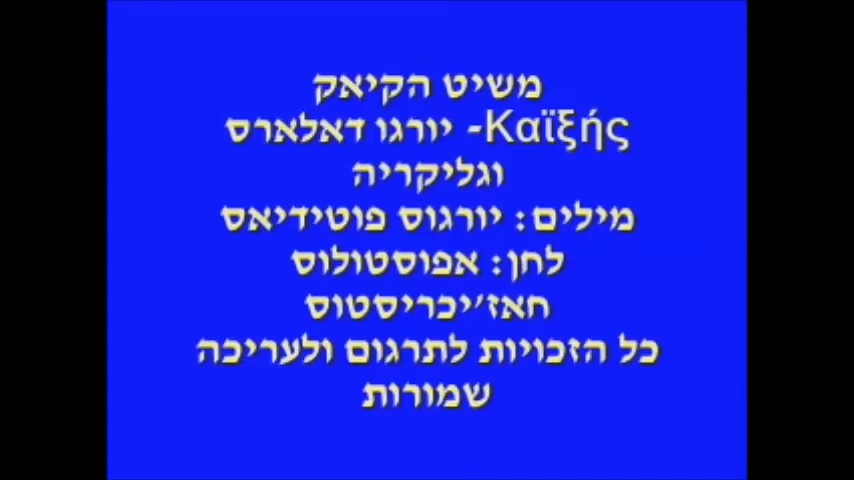 משיט הקיאק
Καϊξής- יורגו דאלארס
וגליקריה
מילים: יורגוס פוטידיאס
לחן: אפוסטולוס
חאז'יכריסטוס
כל הזכויות לתרגום ולעריכה
שמורות